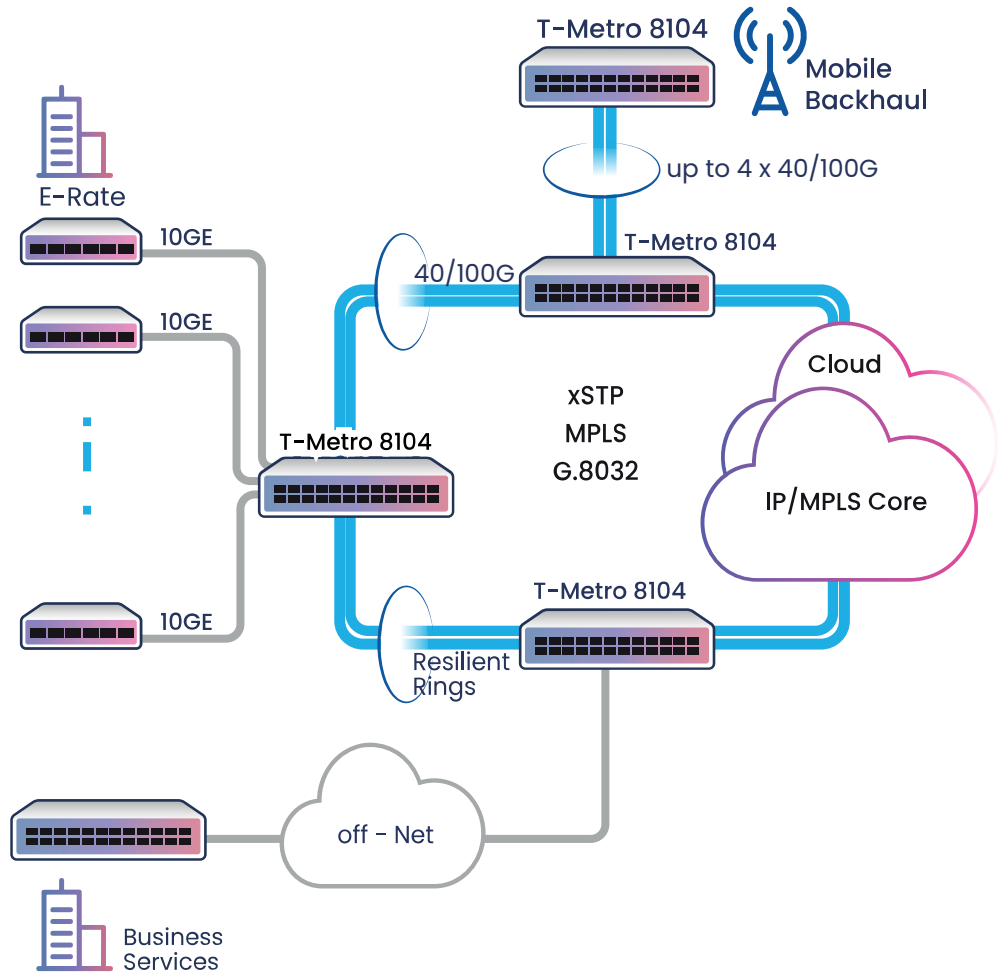 T-Metro 8104
Mobile
Backhaul
up to 4 x 40/100G
E-Rate
10GE
T-Metro 8104
40/100G
10GE
Cloud
xSTP
MPLS
G.8032
T-Metro 8104
IP/MPLS Core
T-Metro 8104
10GE
Resilient
Rings
off - Net
Business
Services